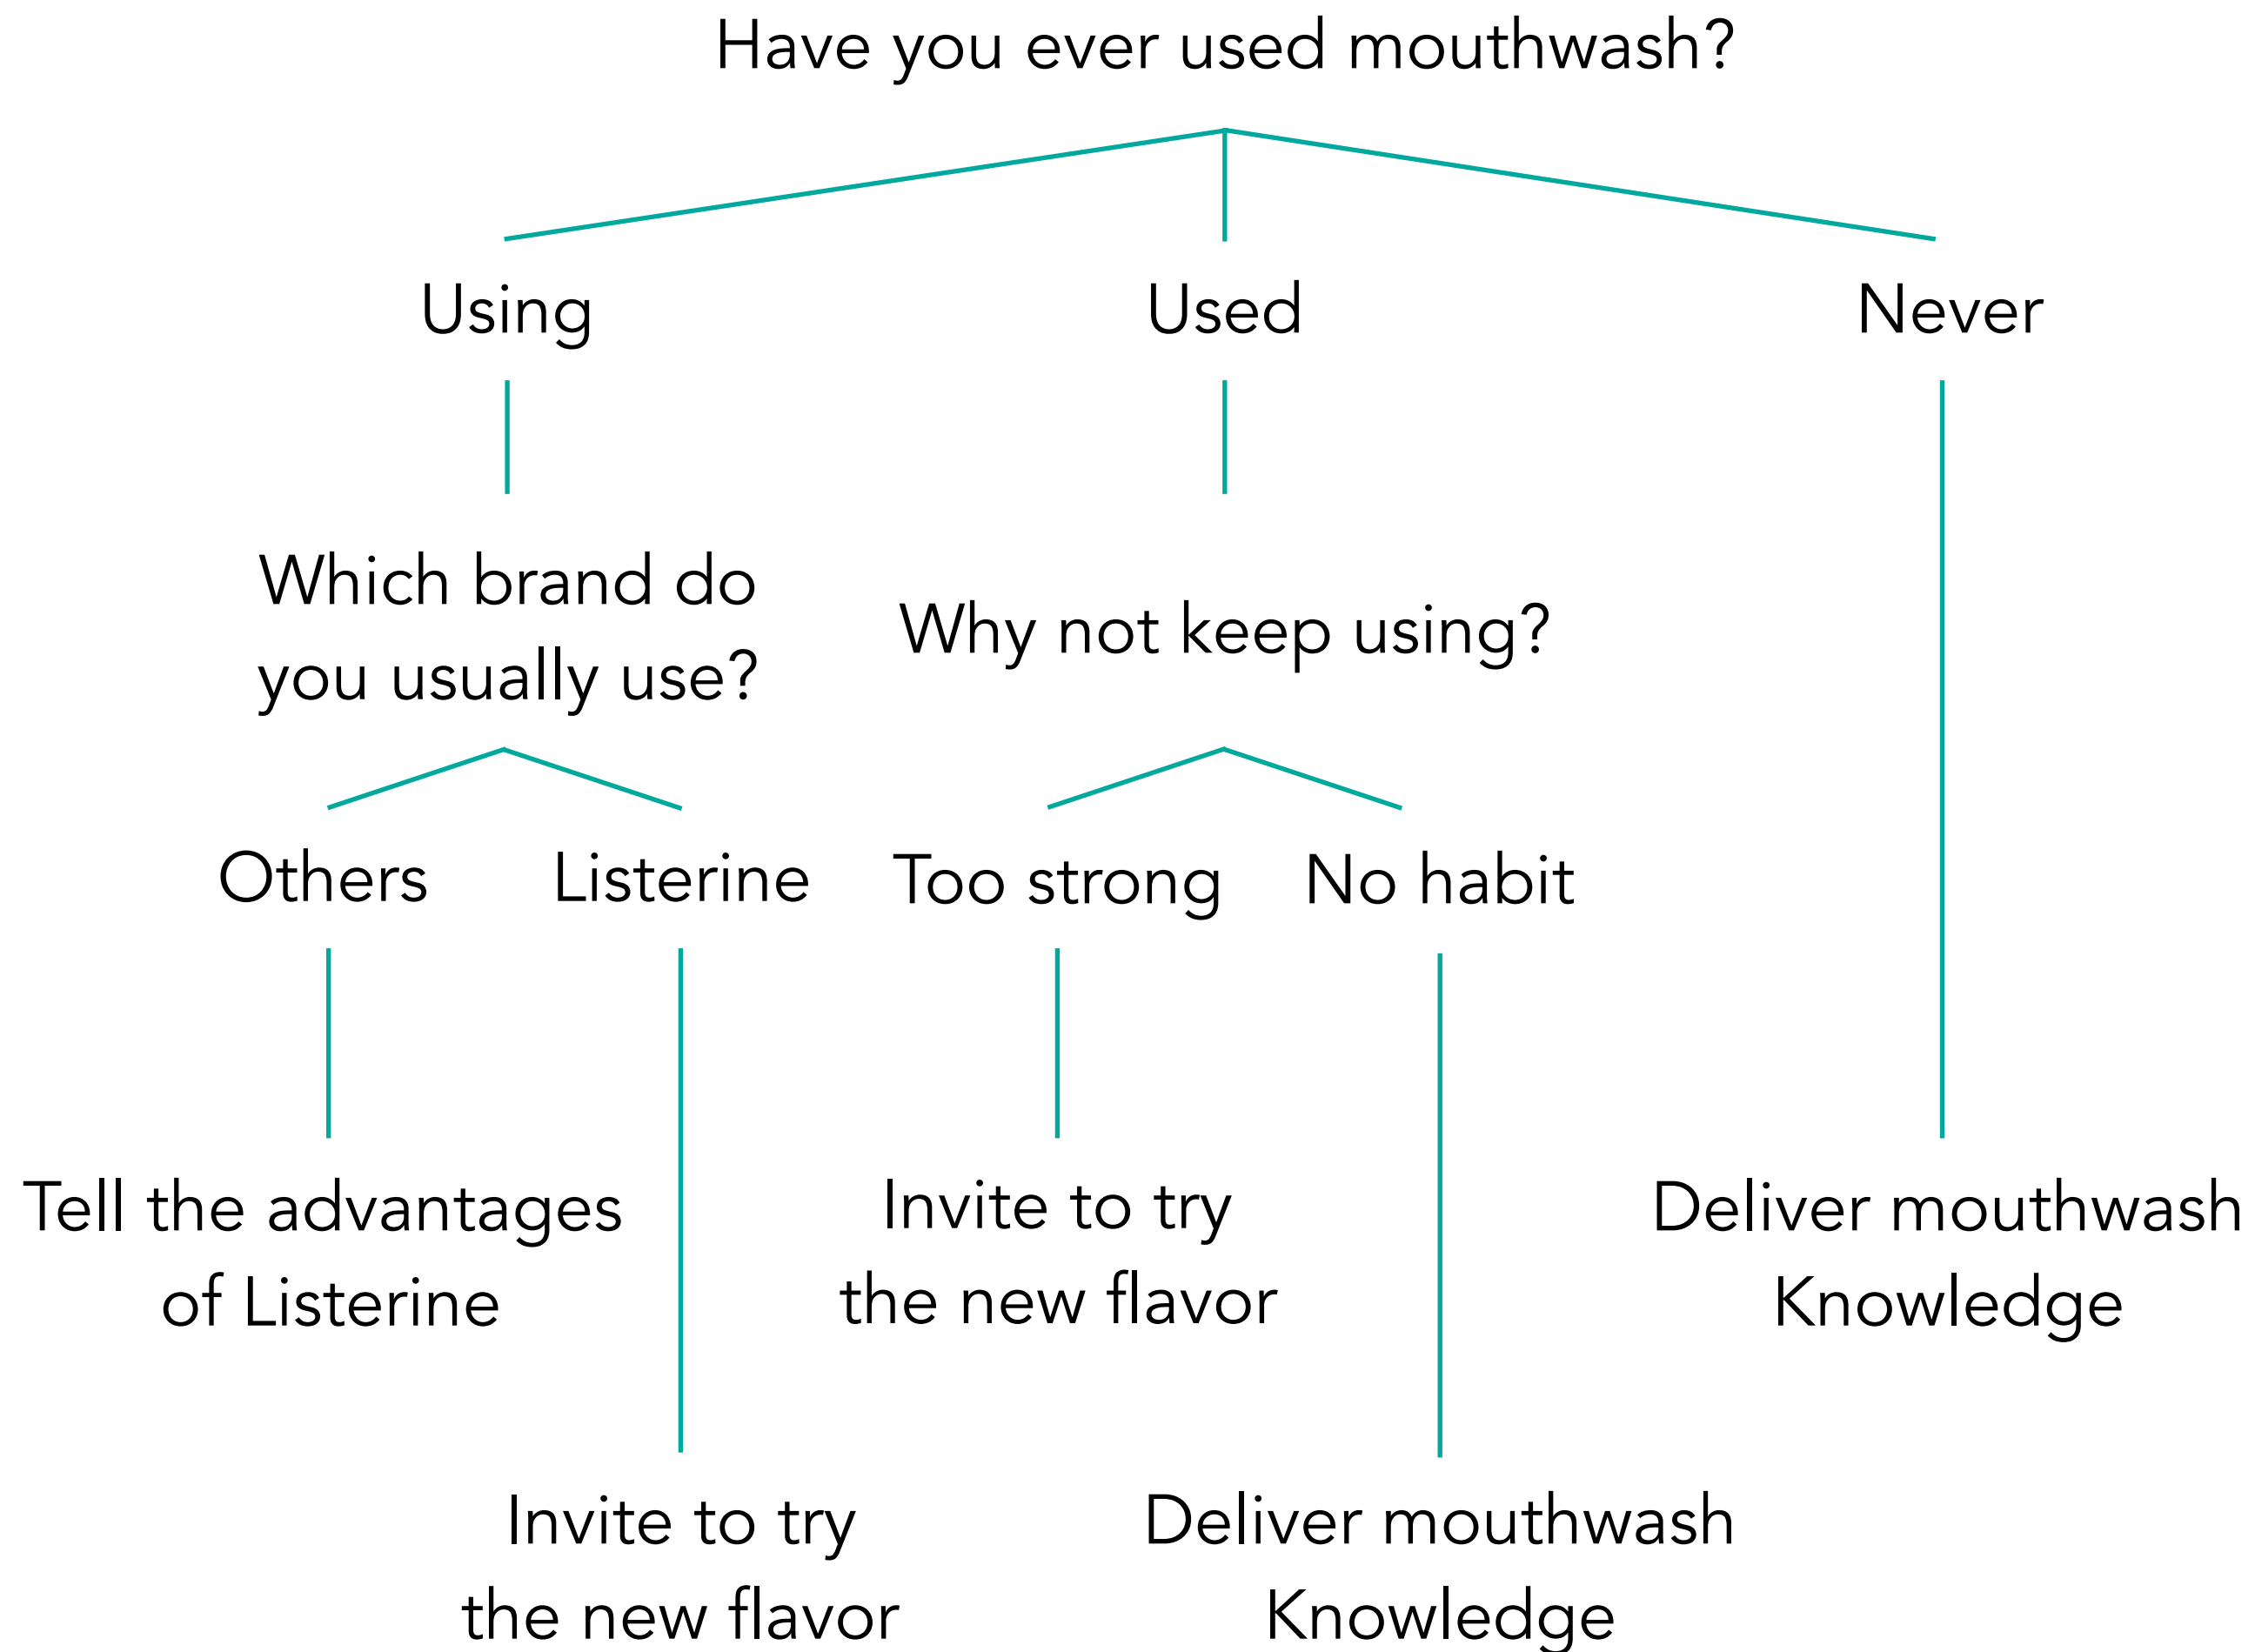 Have you ever used mouthwash?
Using
Used
Never
Which brand do
you usually use?
Why not keep using?
Others
Listerine
Too strong
No habit
Tell the advantages
of Listerine
Invite to try
the new flavor
Deliver mouthwash
Knowledge
Invite to try
the new flavor
Deliver mouthwash
Knowledge